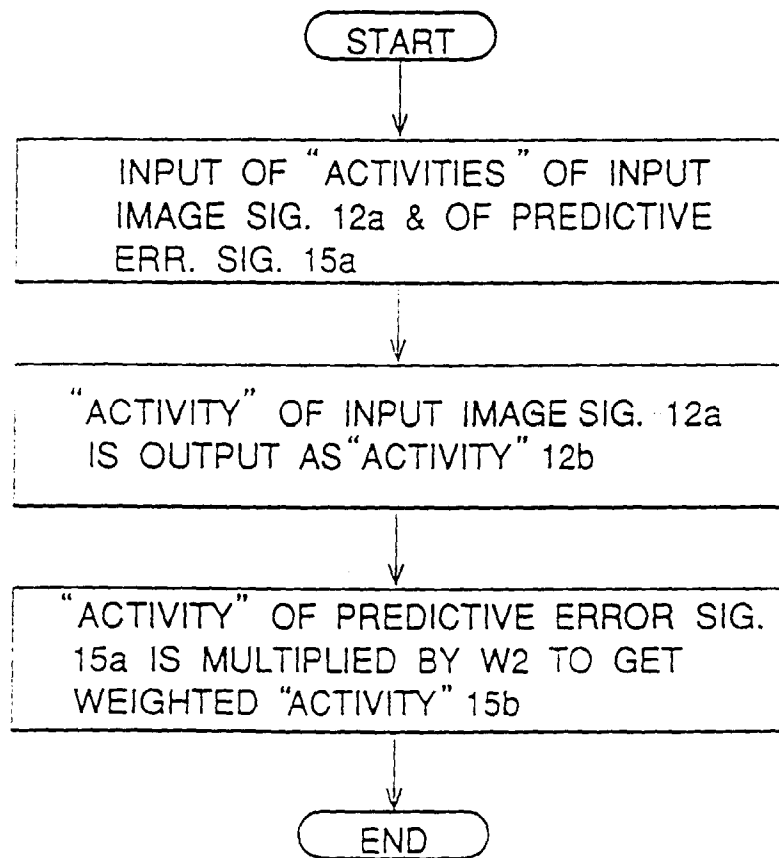 START
INPUT OF "ACTIVITIES" OF INPUT
IMAGE SIG. 12a & OF PREDICTIVE
ERR. SIG. 15a
"ACTIVITY" OF INPUT IMAGE SIG. 12a
IS OUTPUT AS "ACTIVITY" 12b
"ACTIVITY" OF PREDICTIVE ERROR SIG.
15a IS MULTIPLIED BY W2 TO GET
WEIGHTED "ACTIVITY" 15b
END